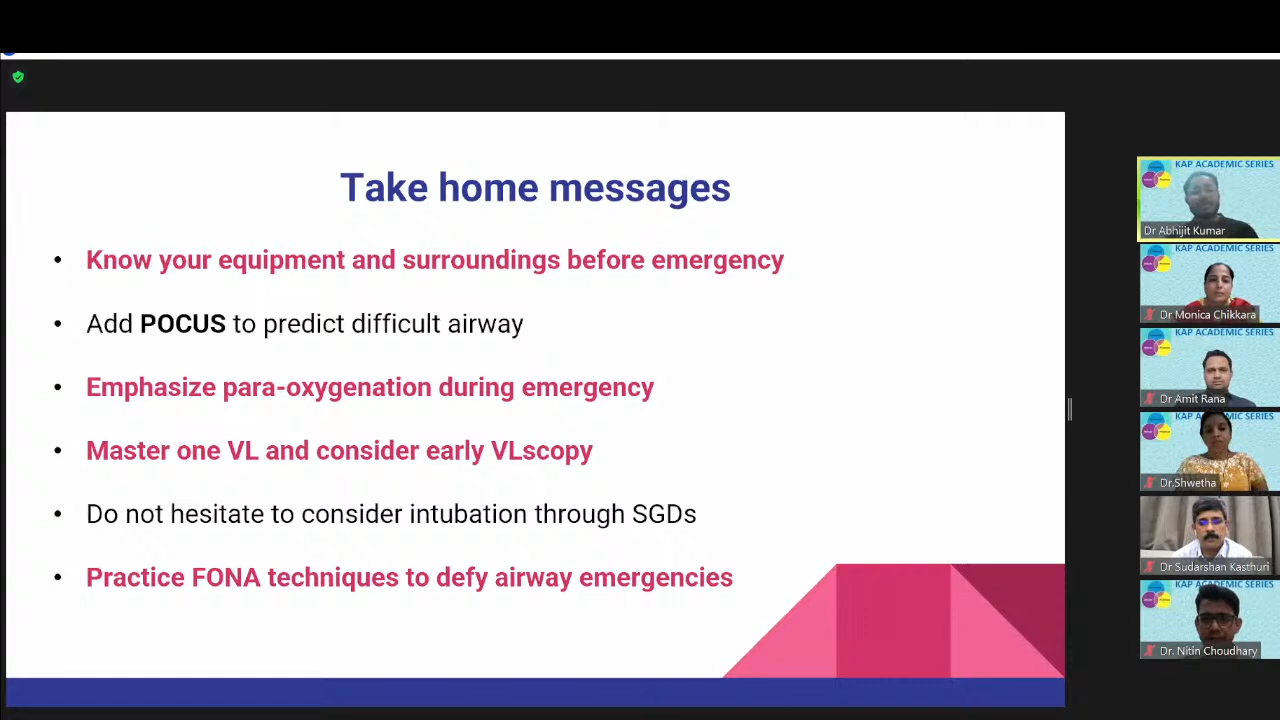 Take home messages
• Know your equipment and surroundings before emergency
• Add POCUS to predict difficult airway
• Emphasize para-oxygenation during emergency
• Master one VL and consider early VLscopy
• Do not hesitate to consider intubation through SGDs
• Practice FONA techniques to defy airway emergencies
KAP ACADEMIC SERIES
Dr Abhijit Kumar
KAP ACADEMIC SERIES
Dr Monica Chikkara
KAP ACADEMIC SERIES
Dr Amit Rana
KAP ACADEMIC SERIES
Dr.Shwetha
Dr Sudarshan Kasthuri
KAP ACADEMIC SERIES
Dr. Nitin Choudhary